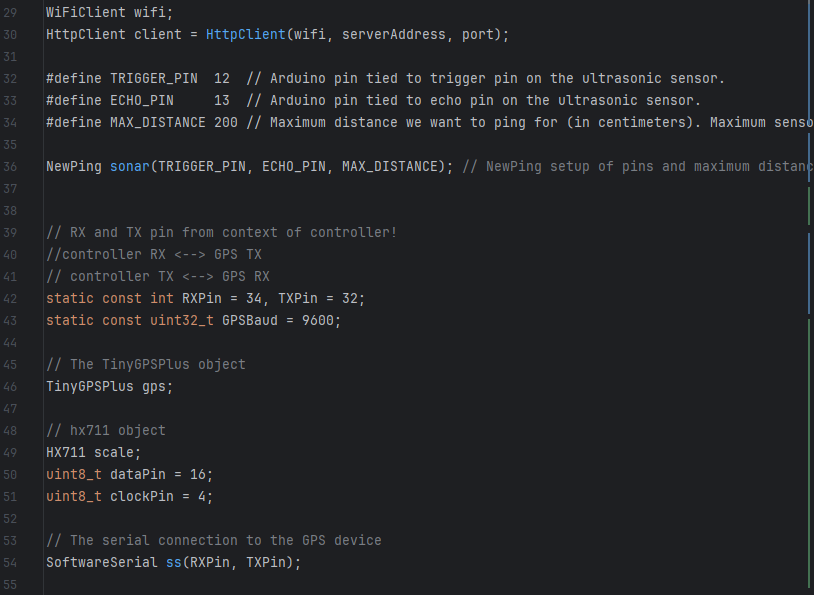 29 WiFiClient wifi;
30 HttpClient client = HttpClient(wifi, serverAddress, port);
31
32 #define TRIGGER_PIN  12  // Arduino pin tied to trigger pin on the ultrasonic sensor.
33 #define ECHO_PIN     13  // Arduino pin tied to echo pin on the ultrasonic sensor.
34 #define MAX_DISTANCE 200 // Maximum distance we want to ping for (in centimeters). Maximum senso
35
36 NewPing sonar(TRIGGER_PIN, ECHO_PIN, MAX_DISTANCE); // NewPing setup of pins and maximum distanc
37
38
39 // RX and TX pin from context of controller!
40 //controller RX <--> GPS TX
41 // controller TX <--> GPS RX
42 static const int RXPin = 34, TXPin = 32;
43 static const uint32_t GPSBaud = 9600;
44
45 // The TinyGPSPlus object
46 TinyGPSPlus gps;
47
48 // hx711 object
49 HX711 scale;
50 uint8_t dataPin = 16;
51 uint8_t clockPin = 4;
52
53 // The serial connection to the GPS device
54 SoftwareSerial ss(RXPin, TXPin);
55